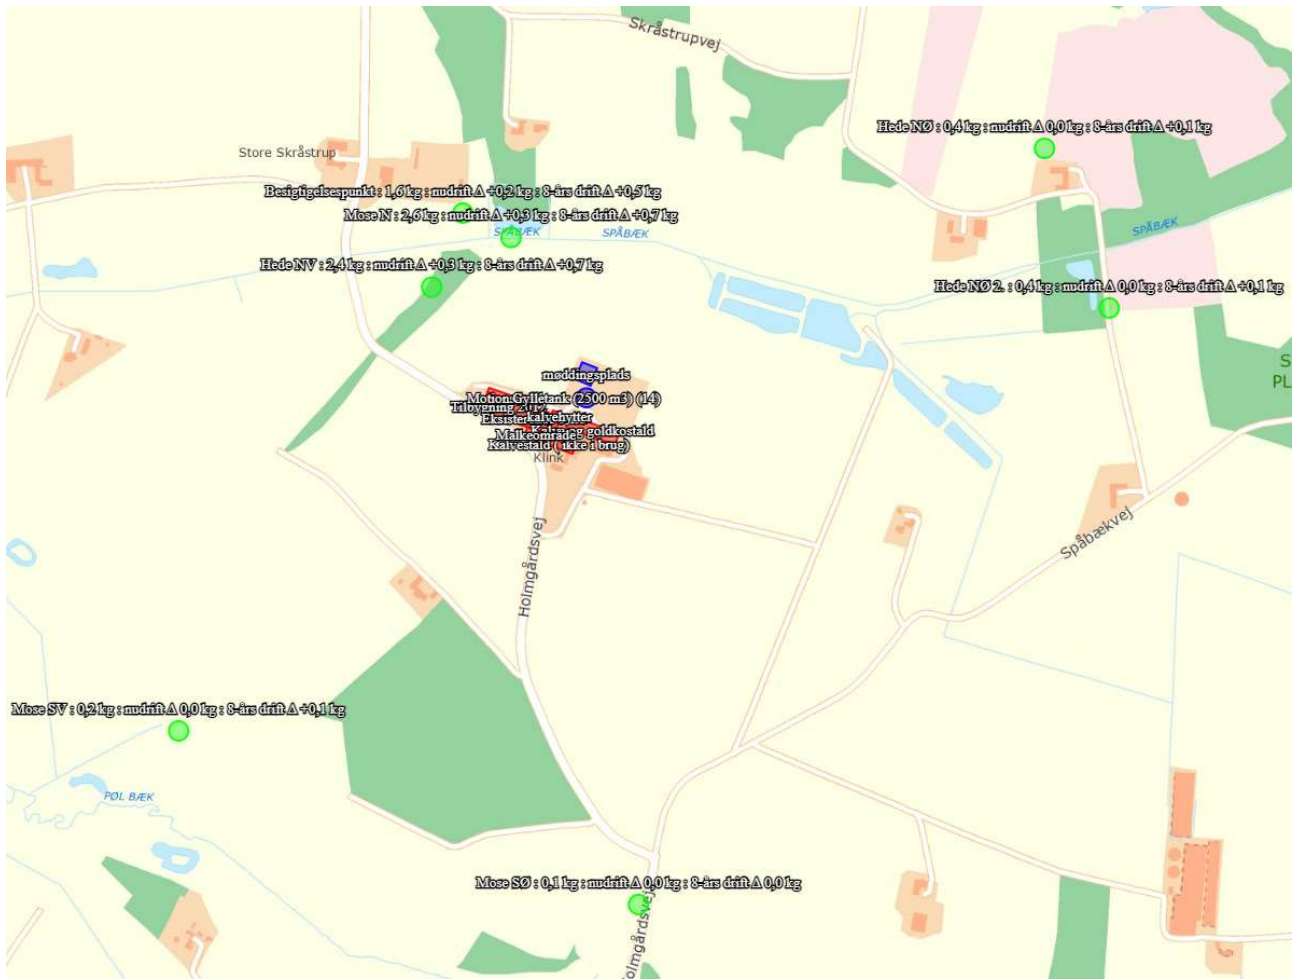 Skråstrupvej
Hede NØ : 0,4 kg : nudrift Δ 0,0 kg : 8-års drift Δ +0,1 kg
Store Skråstrup
Besigtigelsespunkt : 1,6 kg : nudrift Δ +0,2 kg : 8-års drift Δ +0,5 kg
Mose N : 2,6 kg : nudrift Δ +0,3 kg : 8-års drift Δ +0,7 kg
SPÅBÆK
SPÅBÆK
SPÅBÆK
Hede NV : 2,4 kg : nudrift Δ +0,3 kg : 8-års drift Δ +0,7 kg
Hede NØ 2. : 0,4 kg : nudrift Δ 0,0 kg : 8-års drift Δ +0,1 kg
S
PL
møddingsplads
Gylletank (2500 m3) (14)
kalvehytter
goldkostald
Malkeområde
Kalvestald ( ikke i brug)
Klink
Holmgårdsvej
Spåbækvej
Mose SV : 0,2 kg : nudrift Δ 0,0 kg : 8-års drift Δ +0,1 kg
PØL BÆK
Mose SØ : 0,1 kg : nudrift Δ 0,0 kg : 8-års drift Δ 0,0 kg
Holmgårdsvej